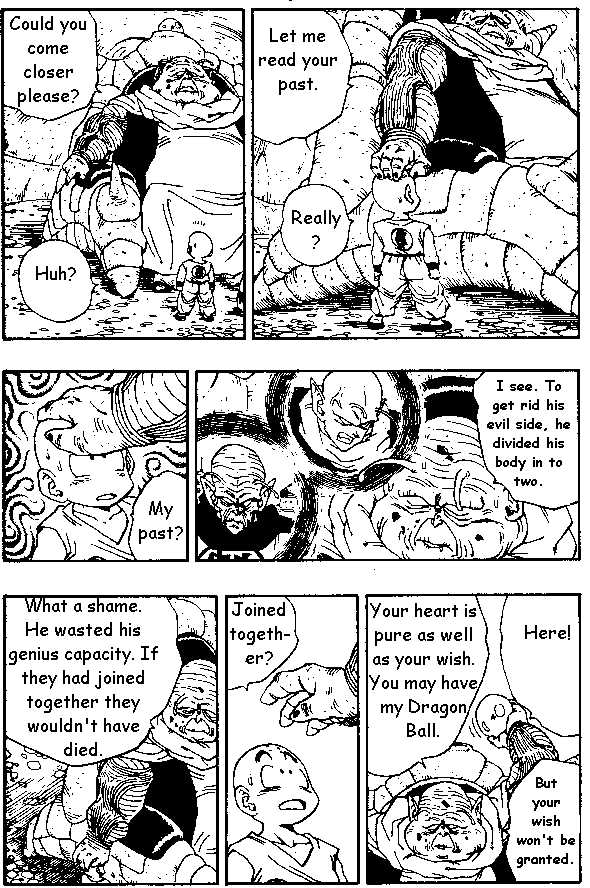 Could you
come
closer
please?
Huh?
Let me
read your
past.
Really
?
My
past?
I see. To
get rid his
evil side, he
divided his
body in to
two.
What a shame.
He wasted his
genius capacity. If
they had joined
together they
wouldn't have
died.
Joined
togeth-
er?
Your heart is
pure as well
as your wish.
You may have
my Dragon
Ball.
Here!
But
your
wish
won't be
granted.